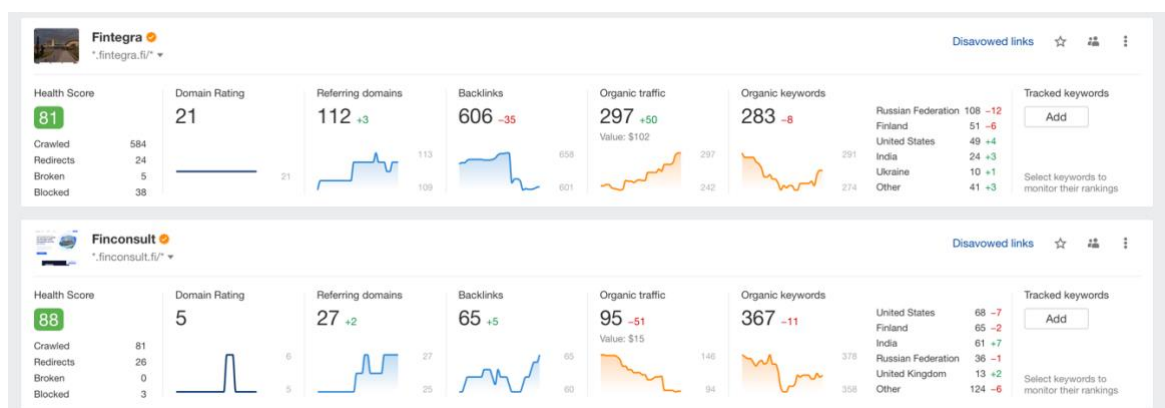 Fintegra
*.fintegra.fi/*
Disavowed links
Health Score
81
Crawled 584
Redirects 24
Broken 5
Blocked 38
Domain Rating
21
21
Referring domains
112 +3
113
109
Backlinks
606 –35
658
601
Organic traffic
297 +50
Value: $102
297
242
Organic keywords
283 –8
291
274
Russian Federation 108 –12
Finland 51 –6
United States 49 +4
India 24 +3
Ukraine 10 +1
Other 41 +3
Tracked keywords
Add
Select keywords to
monitor their rankings
Finconsult
*.finconsult.fi/*
Disavowed links
Health Score
88
Crawled 81
Redirects 26
Broken 0
Blocked 3
Domain Rating
5
6
5
Referring domains
27 +2
27
25
Backlinks
65 +5
65
60
Organic traffic
95 –51
Value: $15
146
94
Organic keywords
367 –11
378
358
United States 68 –7
Finland 65 –2
India 61 +7
Russian Federation 36 –1
United Kingdom 13 +2
Other 124 –6
Tracked keywords
Add
Select keywords to
monitor their rankings